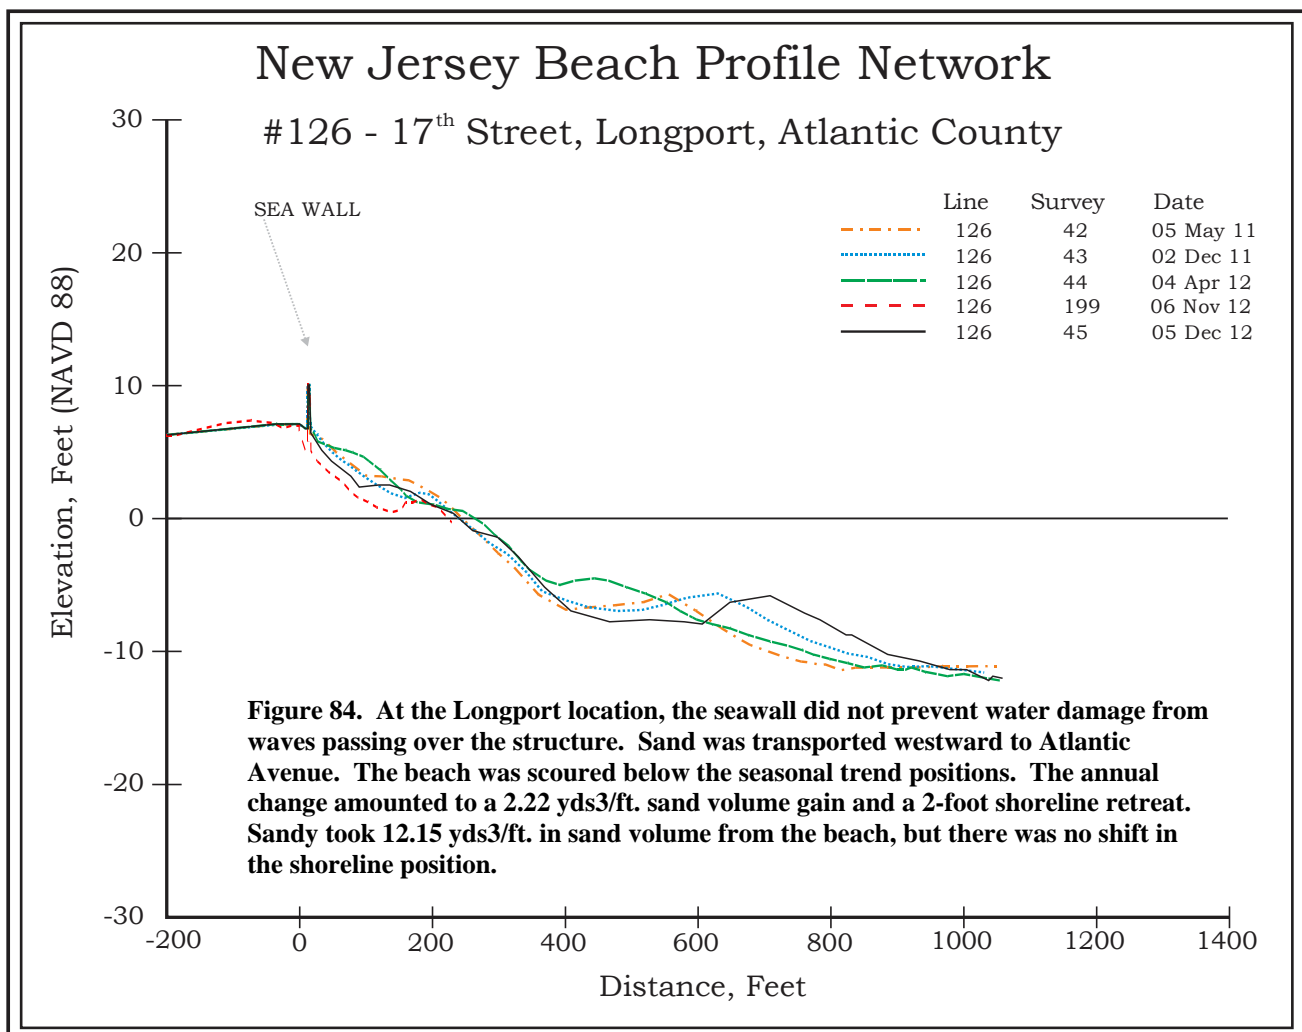 New Jersey Beach Profile Network
#126 - 17th Street, Longport, Atlantic County
30
20
10
0
-10
-20
-30
Elevation, Feet (NAVD 88)
SEA WALL
Line Survey Date
126 42 05 May 11
126 43 02 Dec 11
126 44 04 Apr 12
126 199 06 Nov 12
126 45 05 Dec 12
Figure 84. At the Longport location, the seawall did not prevent water damage from
waves passing over the structure. Sand was transported westward to Atlantic
Avenue. The beach was scoured below the seasonal trend positions. The annual
change amounted to a 2.22 yds3/ft. sand volume gain and a 2-foot shoreline retreat.
Sandy took 12.15 yds3/ft. in sand volume from the beach, but there was no shift in
the shoreline position.
-200 0 200 400 600 800 1000 1200 1400
Distance, Feet